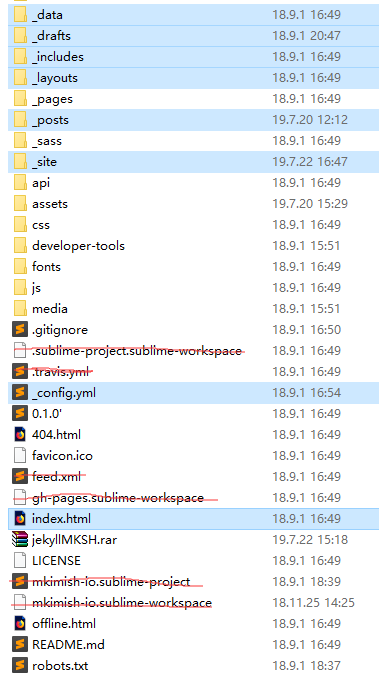 _data 18.9.1 16:49
_drafts 18.9.1 20:47
_includes 18.9.1 16:49
_layouts 18.9.1 16:49
_pages 18.9.1 16:49
_posts 19.7.20 12:12
_sass 18.9.1 16:49
_site 19.7.22 16:47
api 18.9.1 16:49
assets 19.7.20 15:29
css 18.9.1 16:49
developer-tools 18.9.1 15:51
fonts 18.9.1 16:49
js 18.9.1 16:49
media 18.9.1 15:51
.gitignore 18.9.1 16:50
.sublime-project.sublime-workspace 18.9.1 16:49
.travis.yml 18.9.1 16:49
_config.yml 18.9.1 16:54
0.1.0' 18.9.1 16:49
404.html 18.9.1 16:49
favicon.ico 18.9.1 16:49
feed.xml 18.9.1 16:49
gh-pages.sublime-workspace 18.9.1 16:49
index.html 18.9.1 16:49
jekyllMKSH.rar 19.7.22 15:18
LICENSE 18.9.1 16:49
mkimish-io.sublime-project 18.9.1 18:39
mkimish-io.sublime-workspace 18.11.25 14:25
offline.html 18.9.1 16:49
README.md 18.9.1 16:49
robots.txt 18.9.1 18:37